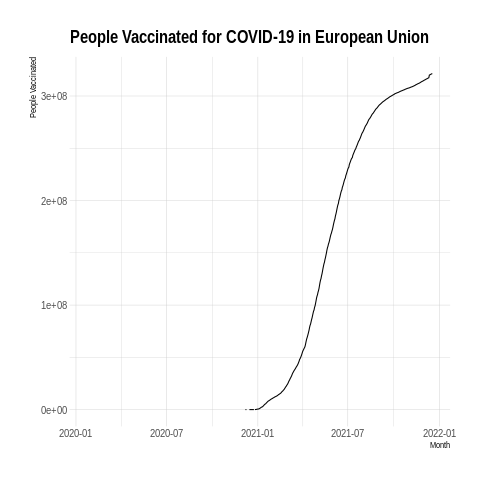 People Vaccinated for COVID-19 in European Union
People Vaccinated
3e+08
2e+08
1e+08
0e+00
2020-01 2020-07 2021-01 2021-07 2022-01
Month